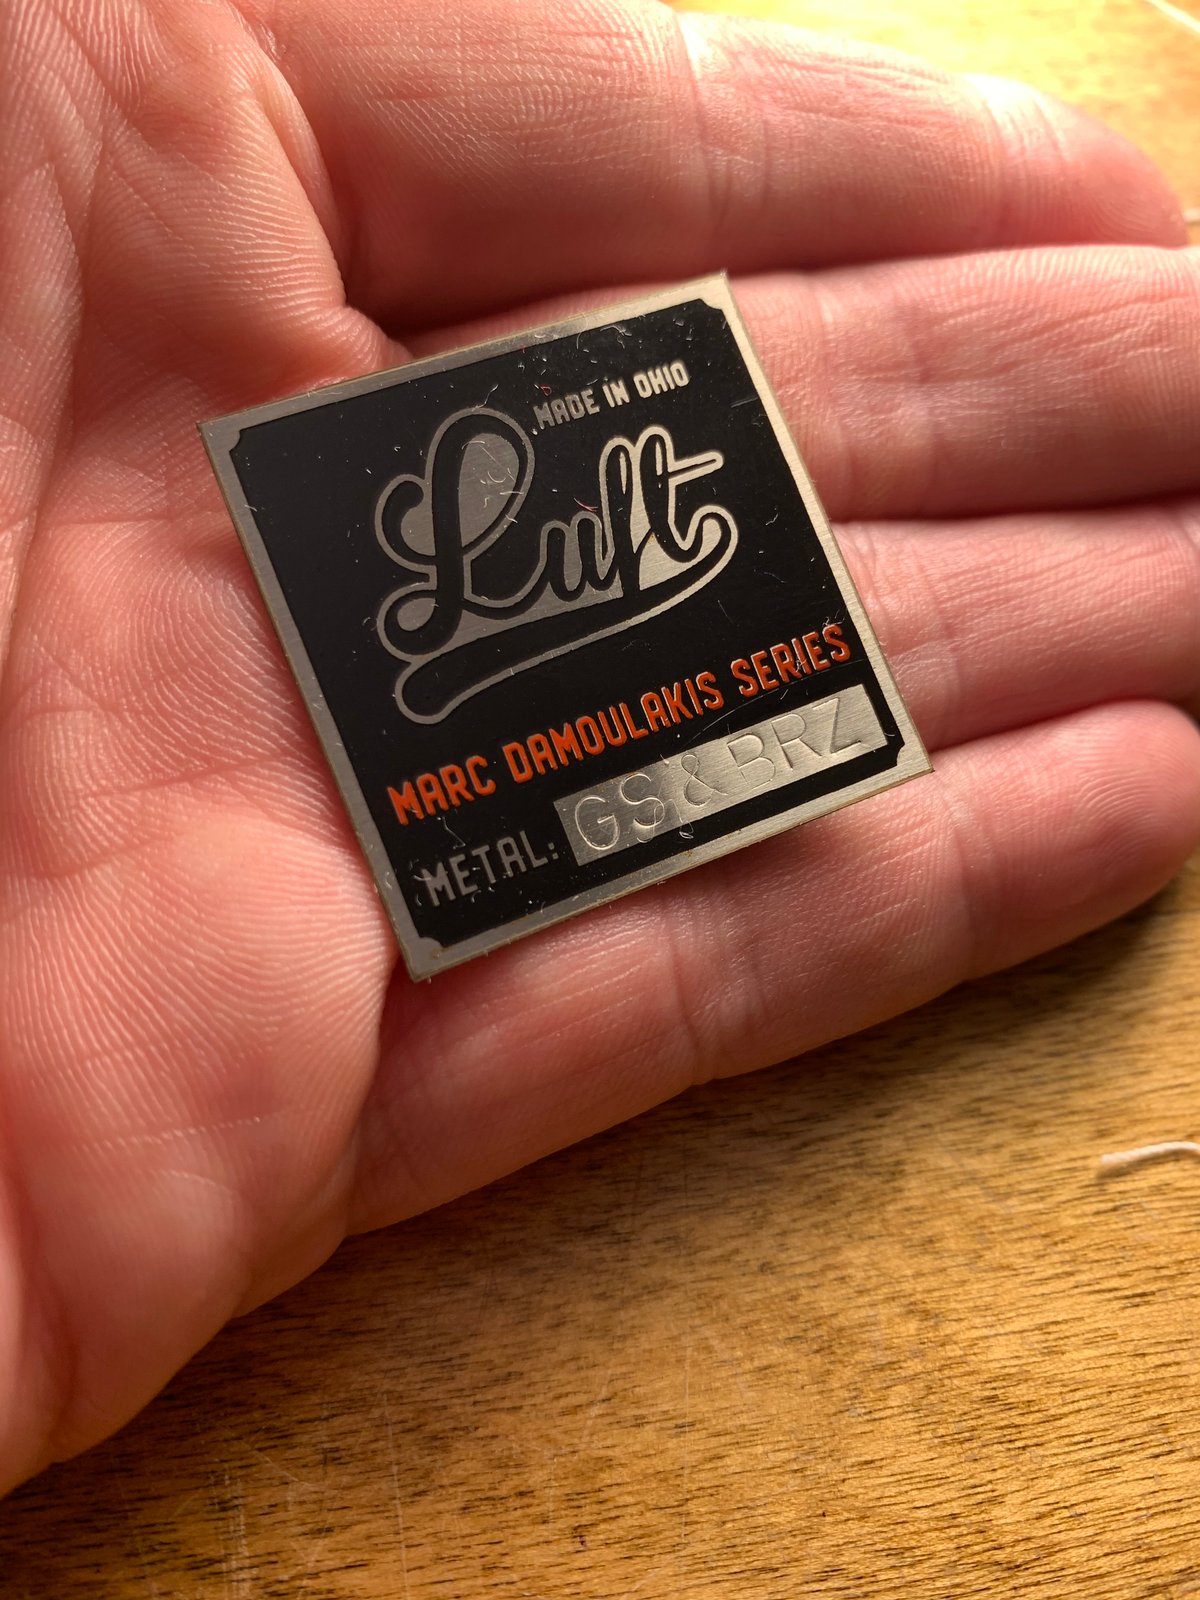 MADE IN OHIO
Luft
MARC DAMOULAKIS SERIES
METAL: GS & BRZ